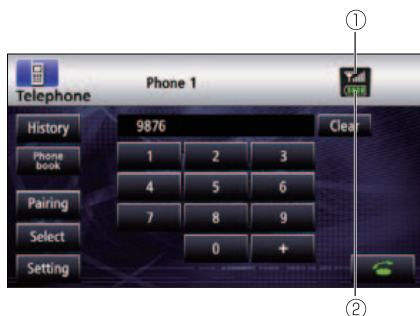 ①
Telephone
Phone 1
History
9876
Clear
Phone book
1 2 3
4 5 6
Pairing
7 8 9
Select
0 +
Setting
②